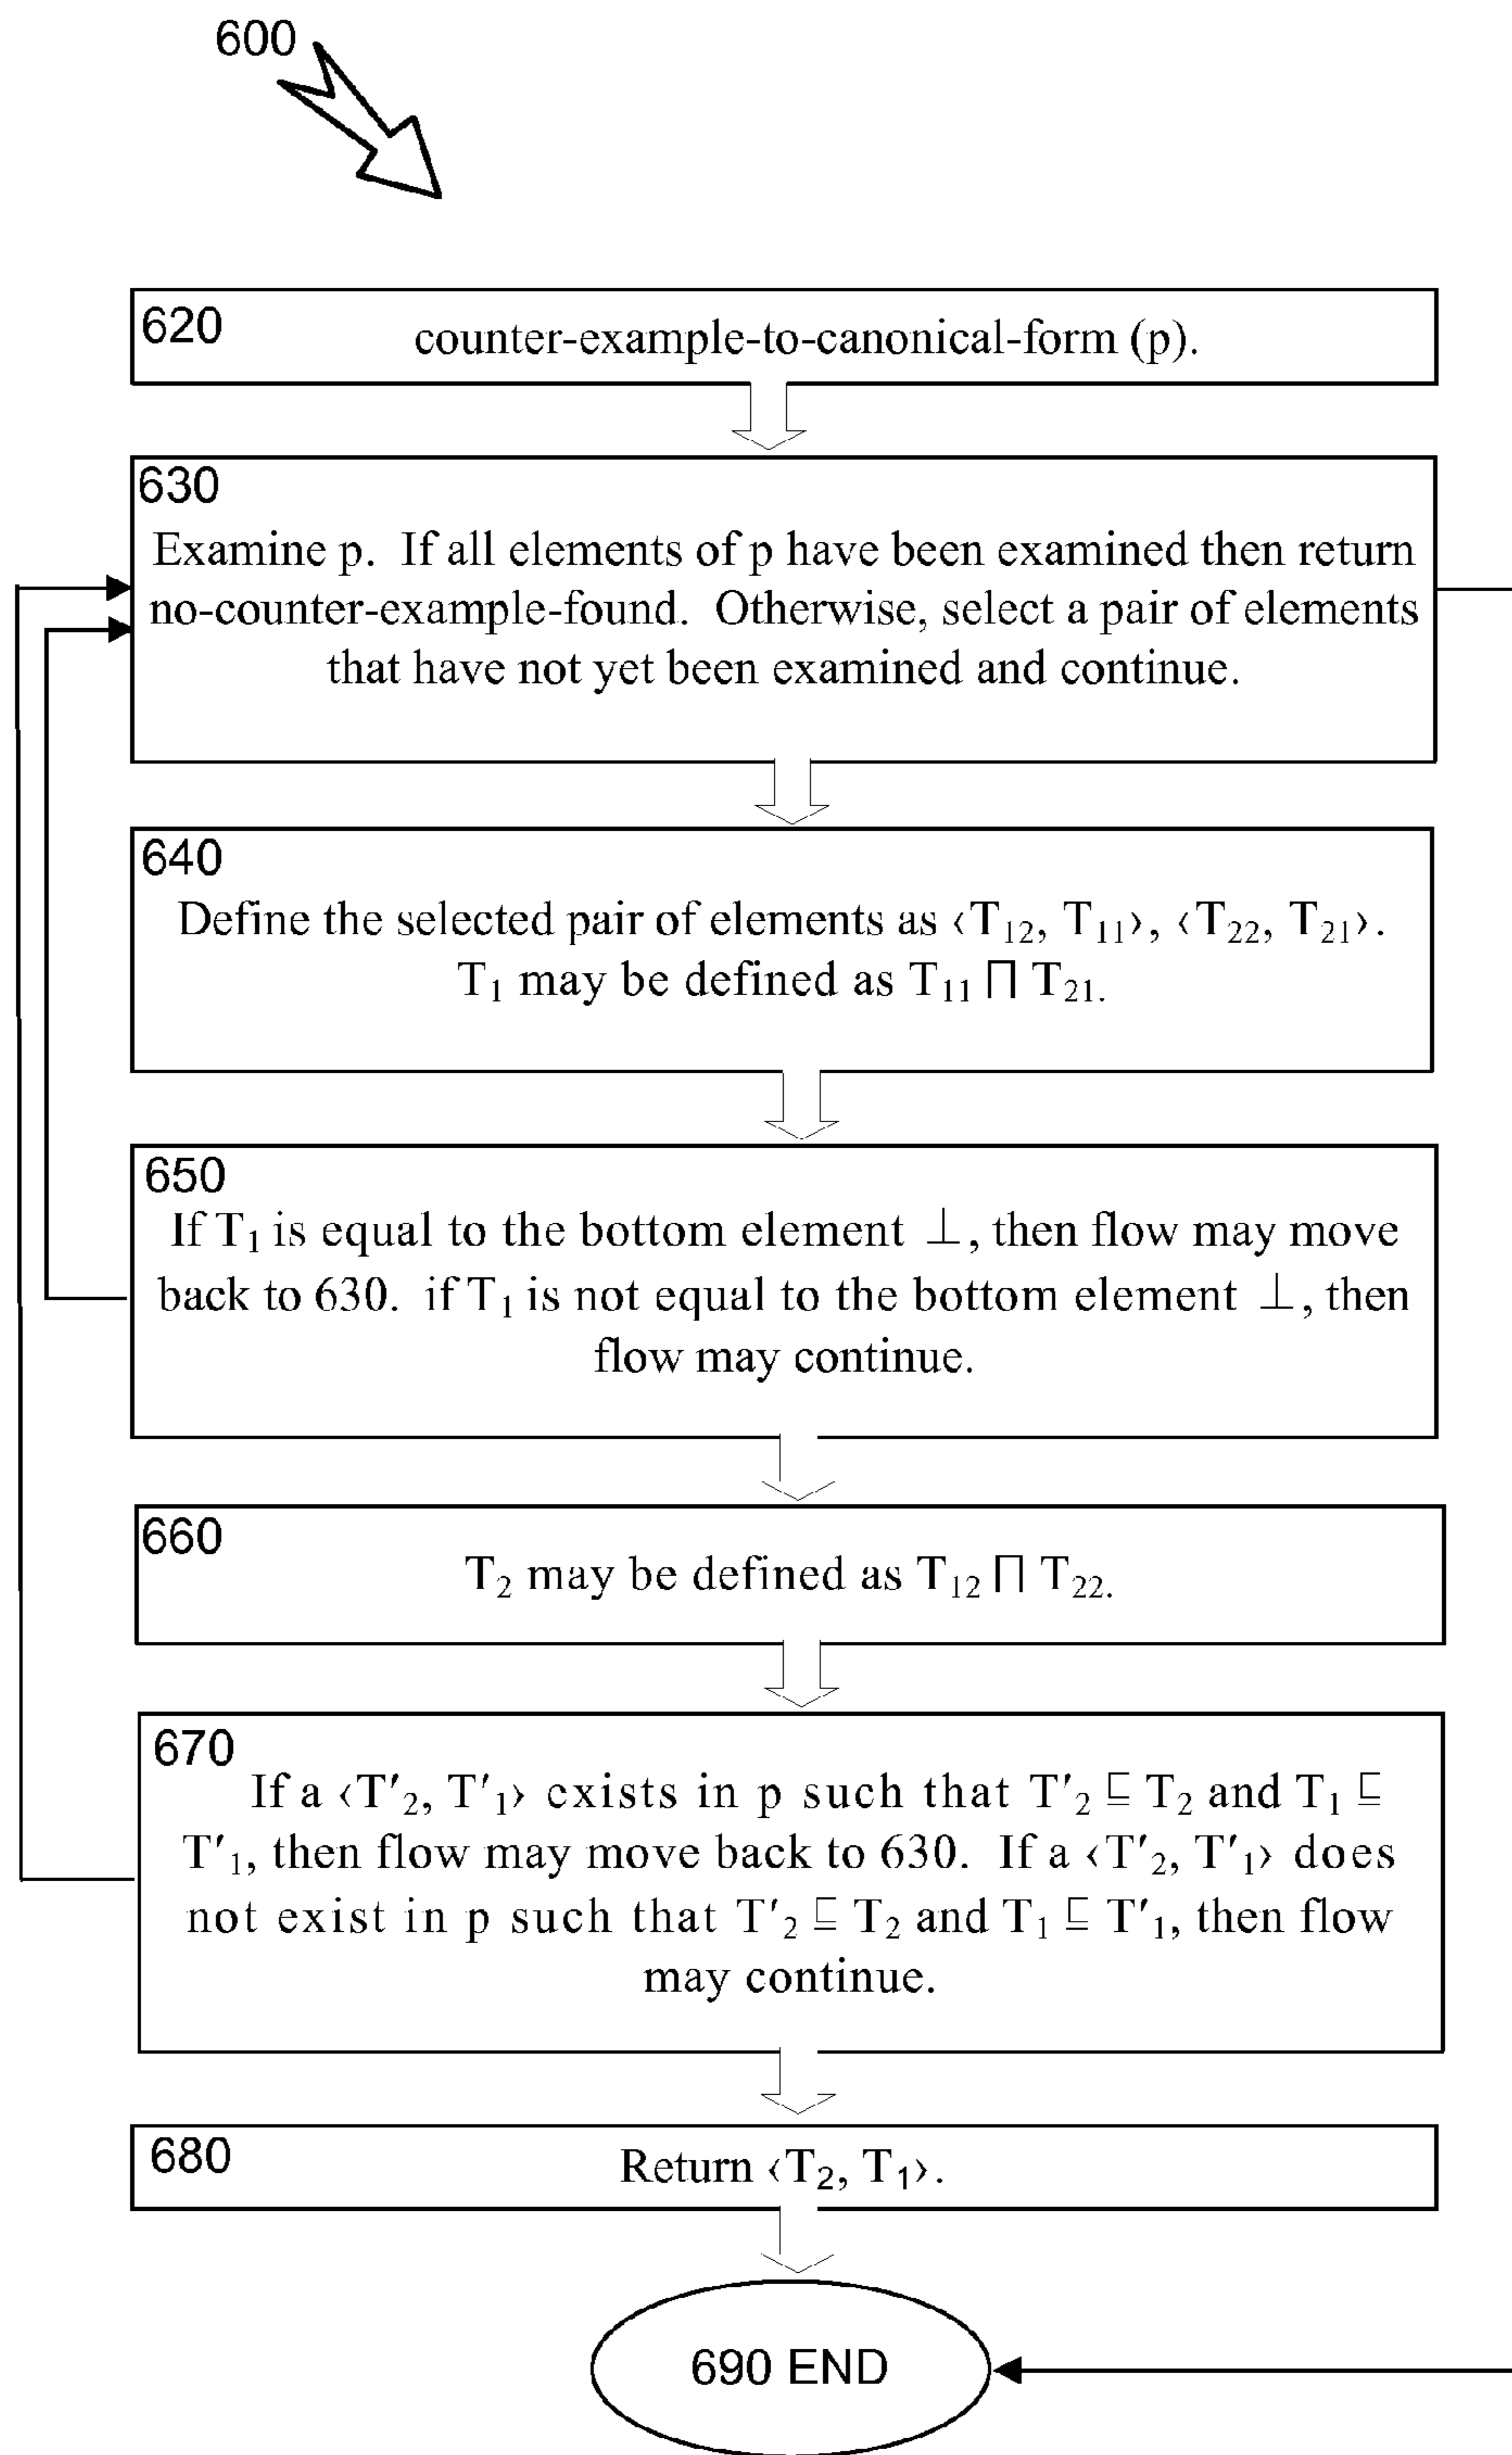 600
620
counter-example-to-canonical-form (p).
630
Examine p. If all elements of p have been examined then return
no-counter-example-found. Otherwise, select a pair of elements
that have not yet been examined and continue.
640
Define the selected pair of elements as ‹T₁₂, T₁₁›, ‹T₂₂, T₂₁›.
T₁ may be defined as T₁₁ ⊓ T₂₁.
650
If T₁ is equal to the bottom element ⊥, then flow may move
back to 630. if T₁ is not equal to the bottom element ⊥, then
flow may continue.
660
T₂ may be defined as T₁₂ ⊓ T₂₂.
670
If a ‹T′₂, T′₁› exists in p such that T′₂ ⊑ T₂ and T₁ ⊑
T′₁, then flow may move back to 630. If a ‹T′₂, T′₁› does
not exist in p such that T′₂ ⊑ T₂ and T₁ ⊑ T′₁, then flow
may continue.
680
Return ‹T₂, T₁›.
690 END